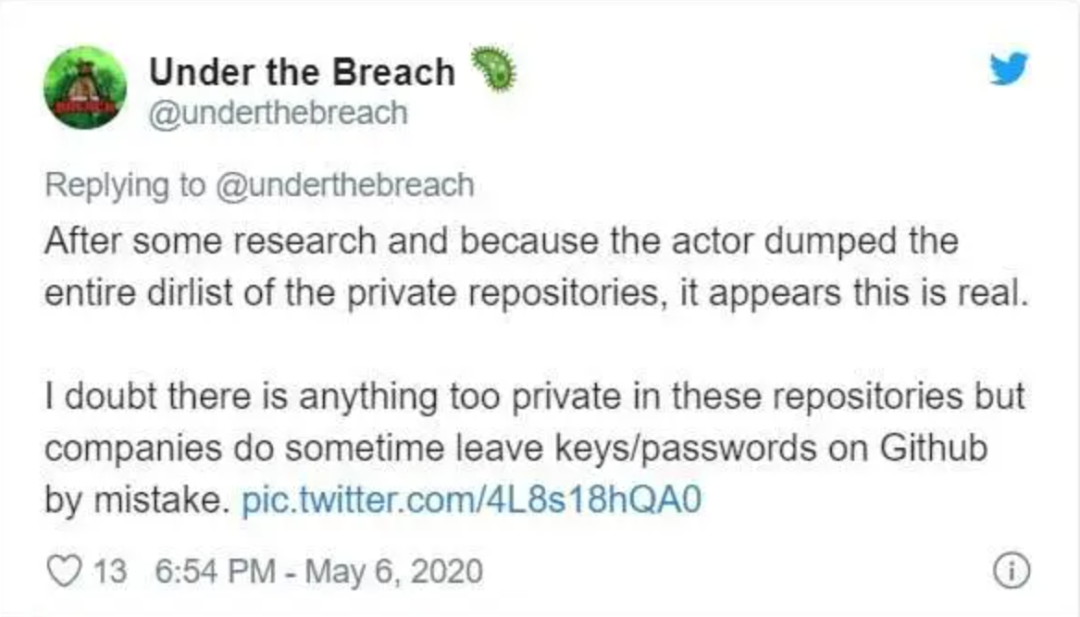 Under the Breach
@underthebreach
Replying to @underthebreach
After some research and because the actor dumped the
entire dirlist of the private repositories, it appears this is real.
I doubt there is anything too private in these repositories but
companies do sometime leave keys/passwords on Github
by mistake. pic.twitter.com/4L8s18hQA0
13 6:54 PM - May 6, 2020